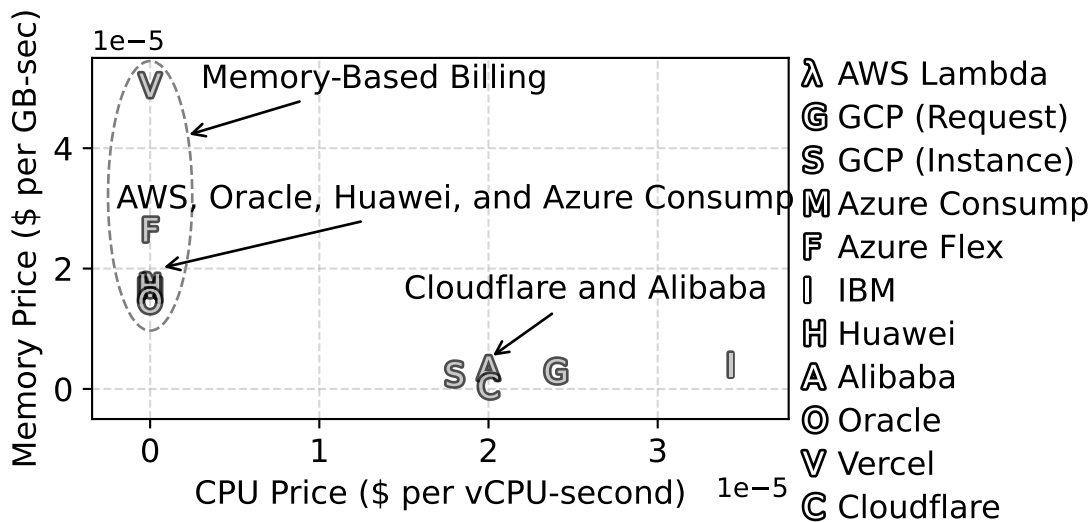 1e−5
Memory Price ($ per GB-sec)
4
2
0
V
Memory-Based Billing
AWS, Oracle, Huawei, and Azure Consump
F
H
O
Cloudflare and Alibaba
S
A
C
G
I
0 1 2 3
CPU Price ($ per vCPU-second)
1e−5
λ AWS Lambda
G GCP (Request)
S GCP (Instance)
M Azure Consump
F Azure Flex
I IBM
H Huawei
A Alibaba
O Oracle
V Vercel
C Cloudflare